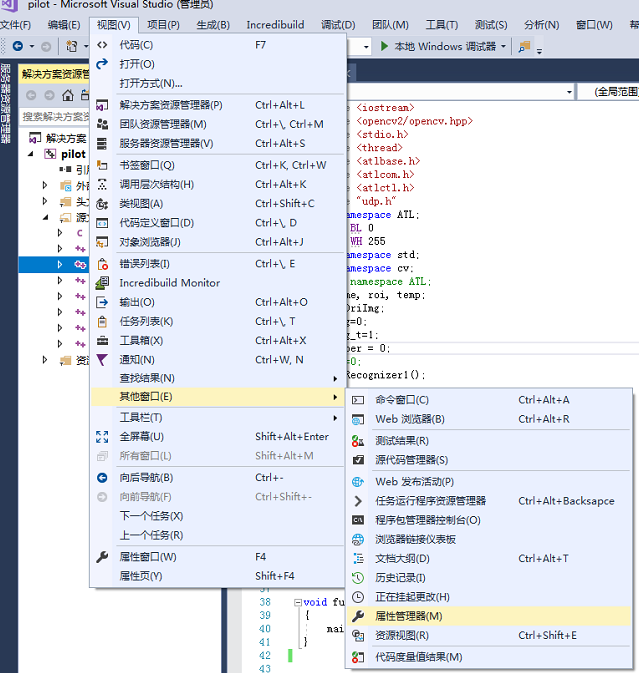 pilot - Microsoft Visual Studio (管理员)
文件(F) 编辑(E) 视图(V) 项目(P) 生成(B) Incredibuild 调试(D) 团队(M) 工具(T) 测试(S) 分析(N) 窗口(W)
本地 Windows 调试器
服务器资源管理器
解决方案资源管
搜索解决方案
解决方案
pilot
引用
外部
头文
源文
资源
代码(C) F7
打开(O)
打开方式(N)...
解决方案资源管理器(P) Ctrl+Alt+L
团队资源管理器(M) Ctrl+\, Ctrl+M
服务器资源管理器(V) Ctrl+Alt+S
书签窗口(Q) Ctrl+K, Ctrl+W
调用层次结构(H) Ctrl+Alt+K
类视图(A) Ctrl+Shift+C
代码定义窗口(D) Ctrl+\, D
对象浏览器(J) Ctrl+Alt+J
错误列表(I) Ctrl+\, E
Incredibuild Monitor
输出(O) Ctrl+Alt+O
任务列表(K) Ctrl+\, T
工具箱(X) Ctrl+Alt+X
通知(N) Ctrl+W, N
查找结果(N)
其他窗口(E)
工具栏(T)
全屏幕(U) Shift+Alt+Enter
所有窗口(L) Shift+Alt+M
向后导航(B) Ctrl+-
向前导航(F) Ctrl+Shift+-
下一个任务(X)
上一个任务(R)
属性窗口(W) F4
属性页(Y) Shift+F4
(全局范围)
<iostream>
<opencv2/opencv.hpp>
<stdio.h>
<thread>
<atlbase.h>
<atlcom.h>
<atlctl.h>
"udp.h"
namespace ATL;
BL 0
WH 255
namespace std;
namespace cv;
namespace ATL;
me, roi, temp;
OriImg;
g=0;
g_t=1;
ber = 0;
=0;
Recognizer1();
命令窗口(C) Ctrl+Alt+A
Web 浏览器(B) Ctrl+Alt+R
测试结果(R)
源代码管理器(S)
Web 发布活动(P)
任务运行程序资源管理器 Ctrl+Alt+Backsapce
程序包管理器控制台(O)
浏览器链接仪表板
文档大纲(D) Ctrl+Alt+T
历史记录(I)
正在挂起更改(H)
属性管理器(M)
资源视图(R) Ctrl+Shift+E
代码度量值结果(M)
38 void fu
39 {
40 mai
41 }
42
43